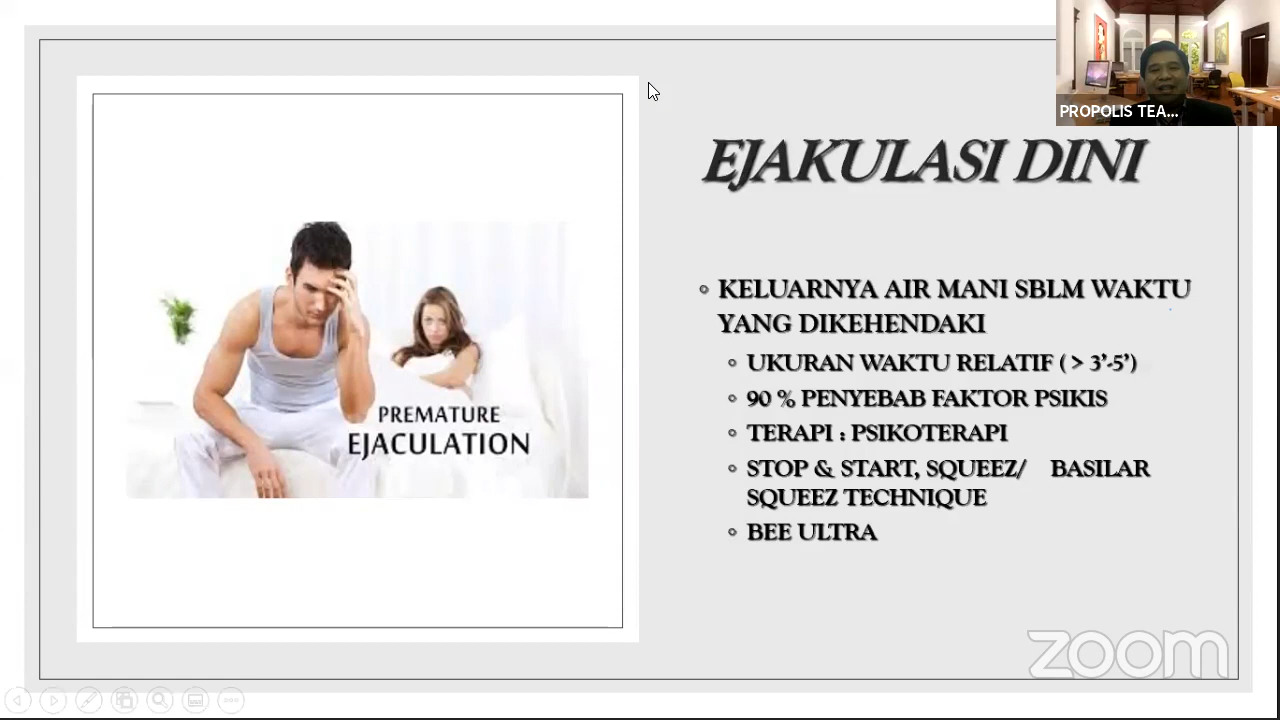 PROPOLIS TEA...
EJAKULASI DINI
KELUARNYA AIR MANI SBLM WAKTU
YANG DIKEHENDAKI
UKURAN WAKTU RELATIF ( > 3’-5’)
90 % PENYEBAB FAKTOR PSIKIS
TERAPI : PSIKOTERAPI
STOP & START, SQUEEZ/ BASILAR
SQUEEZ TECHNIQUE
BEE ULTRA
PREMATURE
EJACULATION
zoom